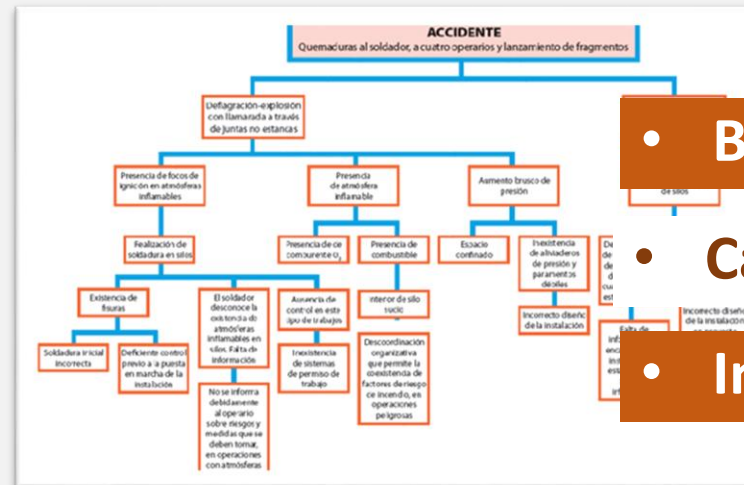 ACCIDENTE
Quemaduras al soldador, a cuatro operarios y lanzamiento de fragmentos
Deflagración-explosión
con llamarada a través
de juntas no estancas
Presencia de focos de
ignición en atmósferas
inflamables
Presencia
de atmósfera
inflamable
Aumento brusco de
presión
de silos
Realización de
soldadura en silos
Presencia de
combustible
Espacio
confinado
Inexistencia
de aliviaderos
de presión y
paramentos
débiles
Existencia de
fisuras
El soldador
desconoce la
existencia de
atmósferas
inflamables en
silos. Falta de
información
Ausencia de
control en este
tipo de trabajos
Interior de silo
sucio
Incorrecto diseño
de la instalación
Incorrecto diseño
de la instalación
Soldadura inicial
incorrecta
Deficiente control
previo a la puesta
en marcha de la
instalación
Inexistencia
de sistemas
de permiso de
trabajo
Descoordinación
organizativa
que permite la
coexistencia de
factores de riesgo
de incendio, en
operaciones
peligrosas
Falta de
No se informa
debidamente
al operario
sobre riesgos y
medidas que se
deben tomar,
en operaciones
con atmósferas
• B
• Ca
• In